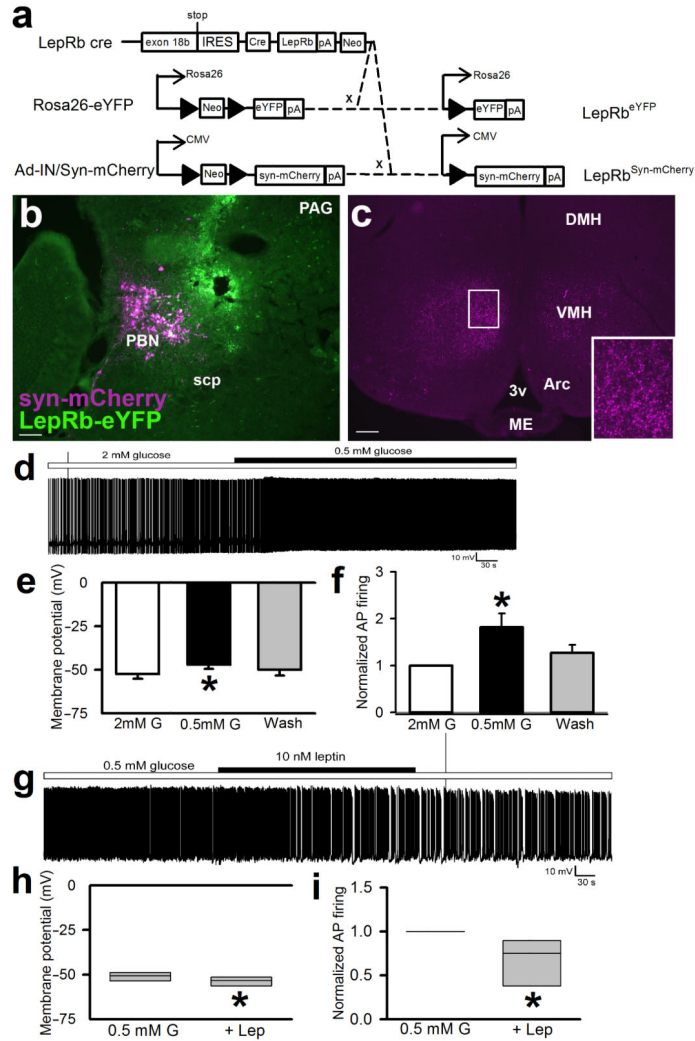 a
stop
LepRb cre
exon 18b IRES Cre LepRb pA Neo
Rosa26 Rosa26
Rosa26-eYFP
Neo eYFP pA x eYFP pA
LepRbeYFP
CMV CMV
Ad-IN/Syn-mCherry
Neo syn-mCherry pA x syn-mCherry pA
LepRbSyn-mCherry
b PAG
PBN
scp
syn-mCherry
LepRb-eYFP
c DMH
VMH
3v Arc
ME
d 2 mM glucose 0.5 mM glucose
10 mV
30 s
e
Membrane potential (mV)
0
−25
−50
−75
*
2mM G 0.5mM G Wash
f
Normalized AP firing
3
2
1
0
*
2mM G 0.5mM G Wash
g 0.5 mM glucose 10 nM leptin
10 mV
30 s
h
Membrane potential (mV)
0
−25
−50
−75
*
0.5 mM G + Lep
i
Normalized AP firing
1.5
1.0
0.5
0.0
*
0.5 mM G + Lep